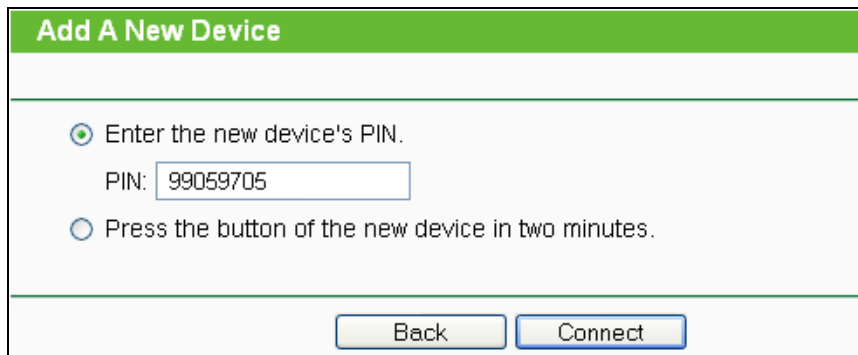 Add A New Device
Enter the new device's PIN.
PIN: 99059705
Press the button of the new device in two minutes.
Back Connect